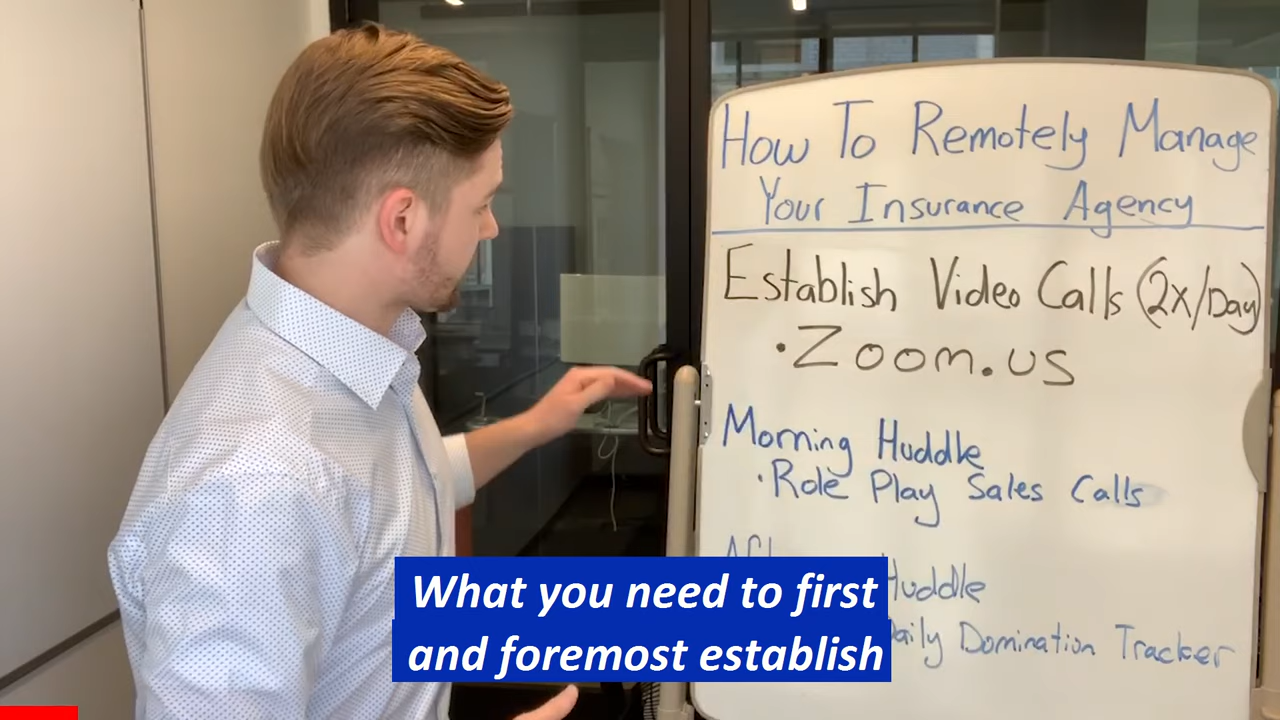 How To Remotely Manage
Your Insurance Agency
Establish Video Calls (2x/Day)
• Zoom.us
Morning Huddle
• Role Play Sales Calls
Huddle
Daily Domination Tracker
What you need to first
and foremost establish